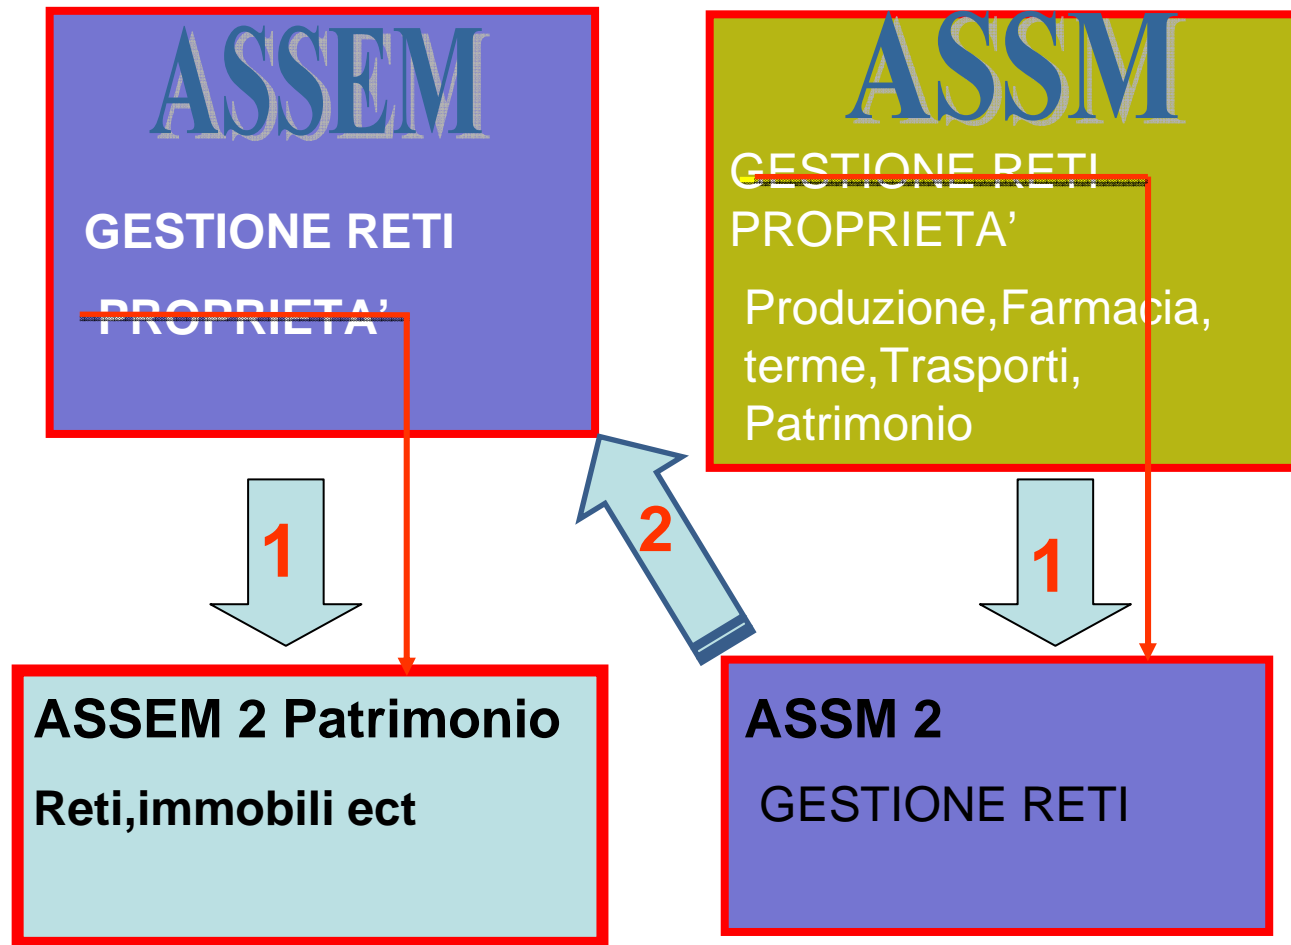 ASSEM
GESTIONE RETI
PROPRIETA’
ASSM
GESTIONE RETI
PROPRIETA’
Produzione,Farmacia,
terme,Trasporti,
Patrimonio
1
2
1
ASSEM 2 Patrimonio
Reti,immobili ect
ASSM 2
GESTIONE RETI